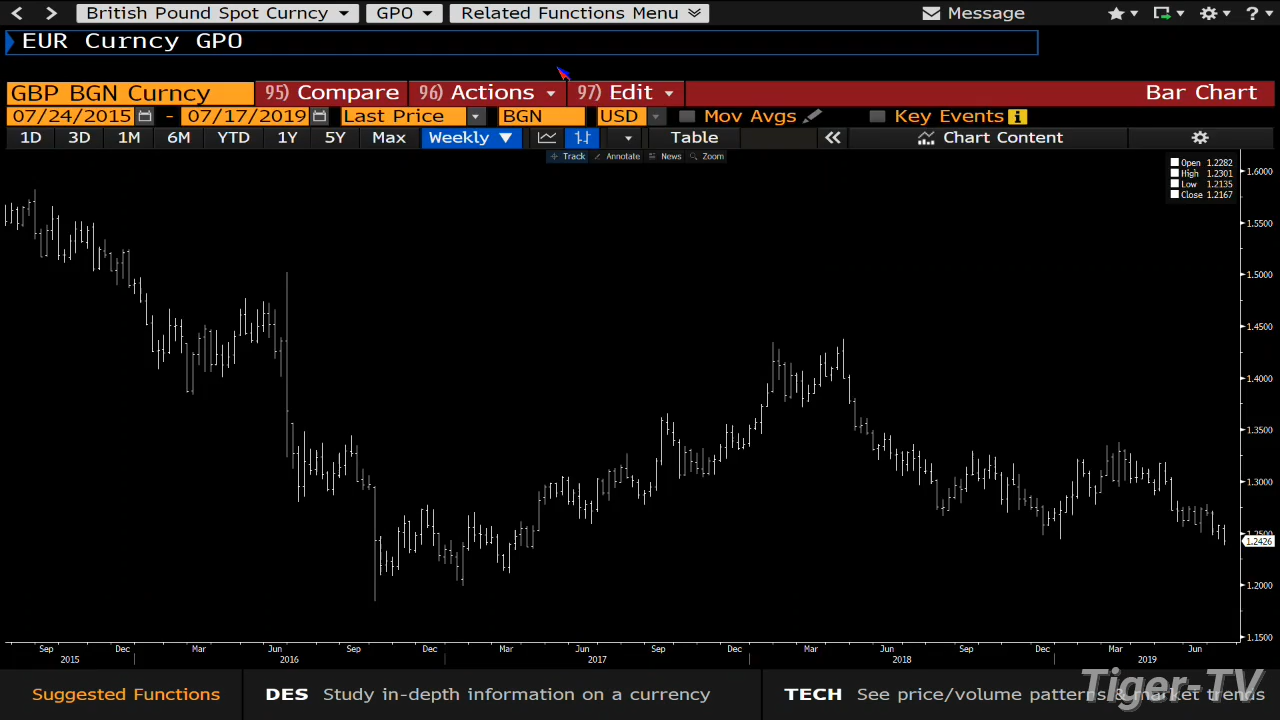 British Pound Spot Curncy GPO Related Functions Menu Message ?
EUR Curncy GPO
GBP BGN Curncy 95) Compare 96) Actions 97) Edit Bar Chart
07/24/2015 - 07/17/2019 Last Price BGN USD Mov Avgs Key Events
1D 3D 1M 6M YTD 1Y 5Y Max Weekly Table Chart Content
Track Annotate News Zoom
Open 1.2282
High 1.2301
Low 1.2135
Close 1.2167
1.6000
1.5500
1.5000
1.4500
1.4000
1.3500
1.3000
1.2500
1.2426
1.2000
1.1500
Sep Dec Mar Jun Sep Dec Mar Jun Sep Dec Mar Jun Sep Dec Mar Jun
2015 2016 2017 2018 2019
Suggested Functions DES Study in-depth information on a currency TECH See price/volume patterns & market trends
Tiger-TV